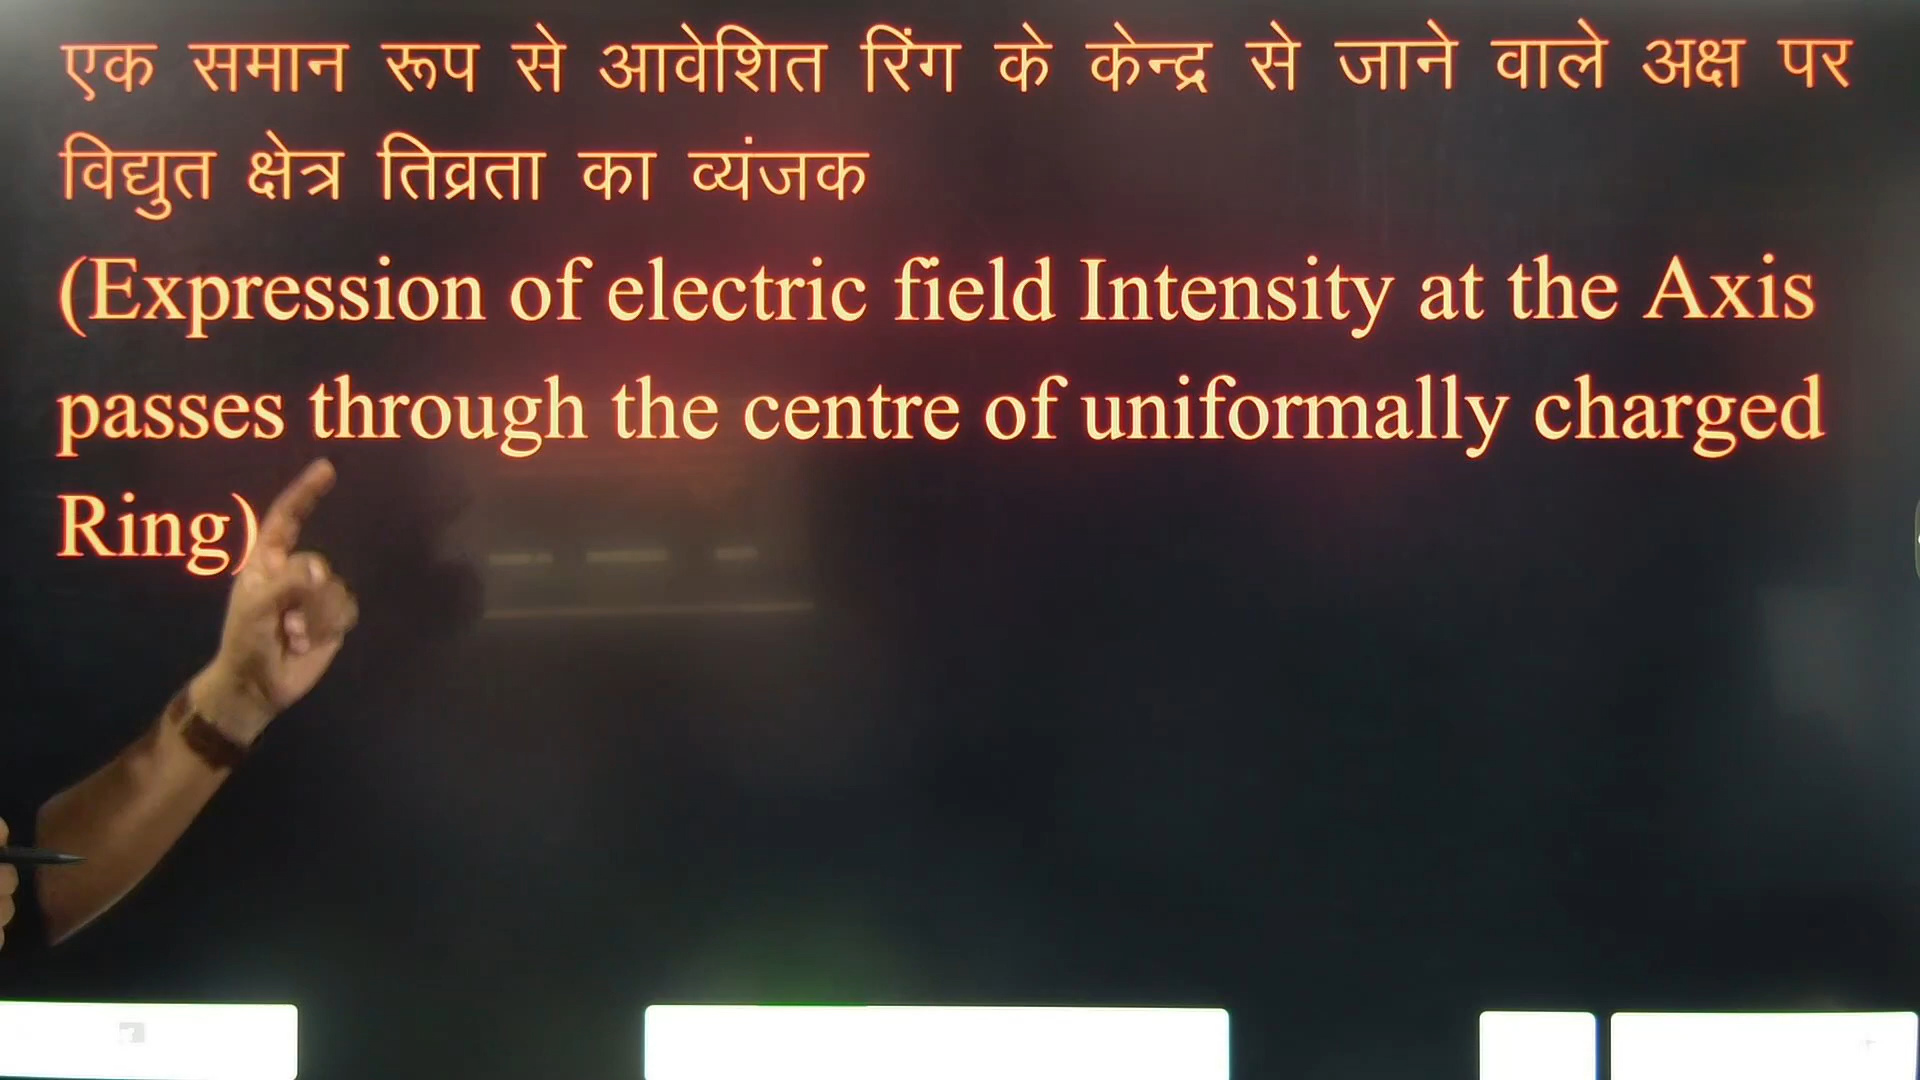 एक समान रूप से आवेशित रिंग के केन्द्र से जाने वाले अक्ष पर
विद्युत क्षेत्र तिव्रता का व्यंजक
(Expression of electric field Intensity at the Axis
passes through the centre of uniformally charged
Ring)